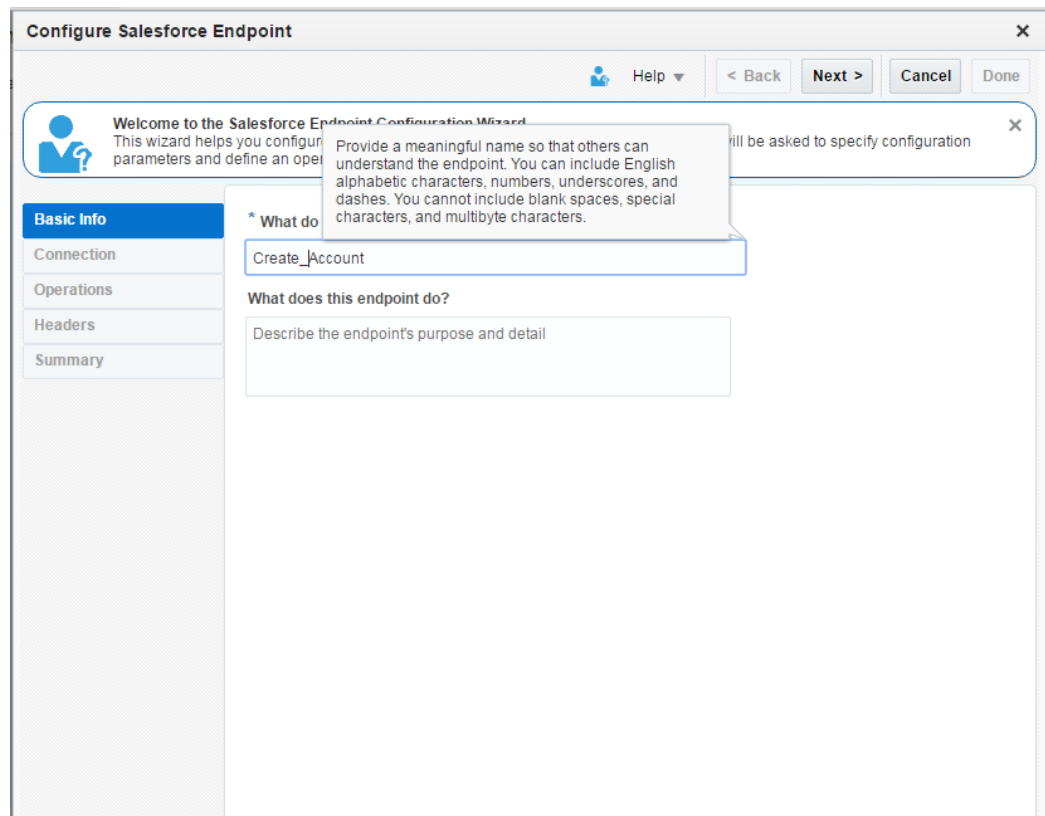 Configure Salesforce Endpoint
Help
< Back
Next >
Cancel
Done
Welcome to the Salesforce Endpoint Configuration Wizard
This wizard helps you configur
ill be asked to specify configuration
parameters and define an oper
Provide a meaningful name so that others can
understand the endpoint. You can include English
alphabetic characters, numbers, underscores, and
dashes. You cannot include blank spaces, special
characters, and multibyte characters.
Basic Info
Connection
Operations
Headers
Summary
* What do
Create_Account
What does this endpoint do?
Describe the endpoint's purpose and detail